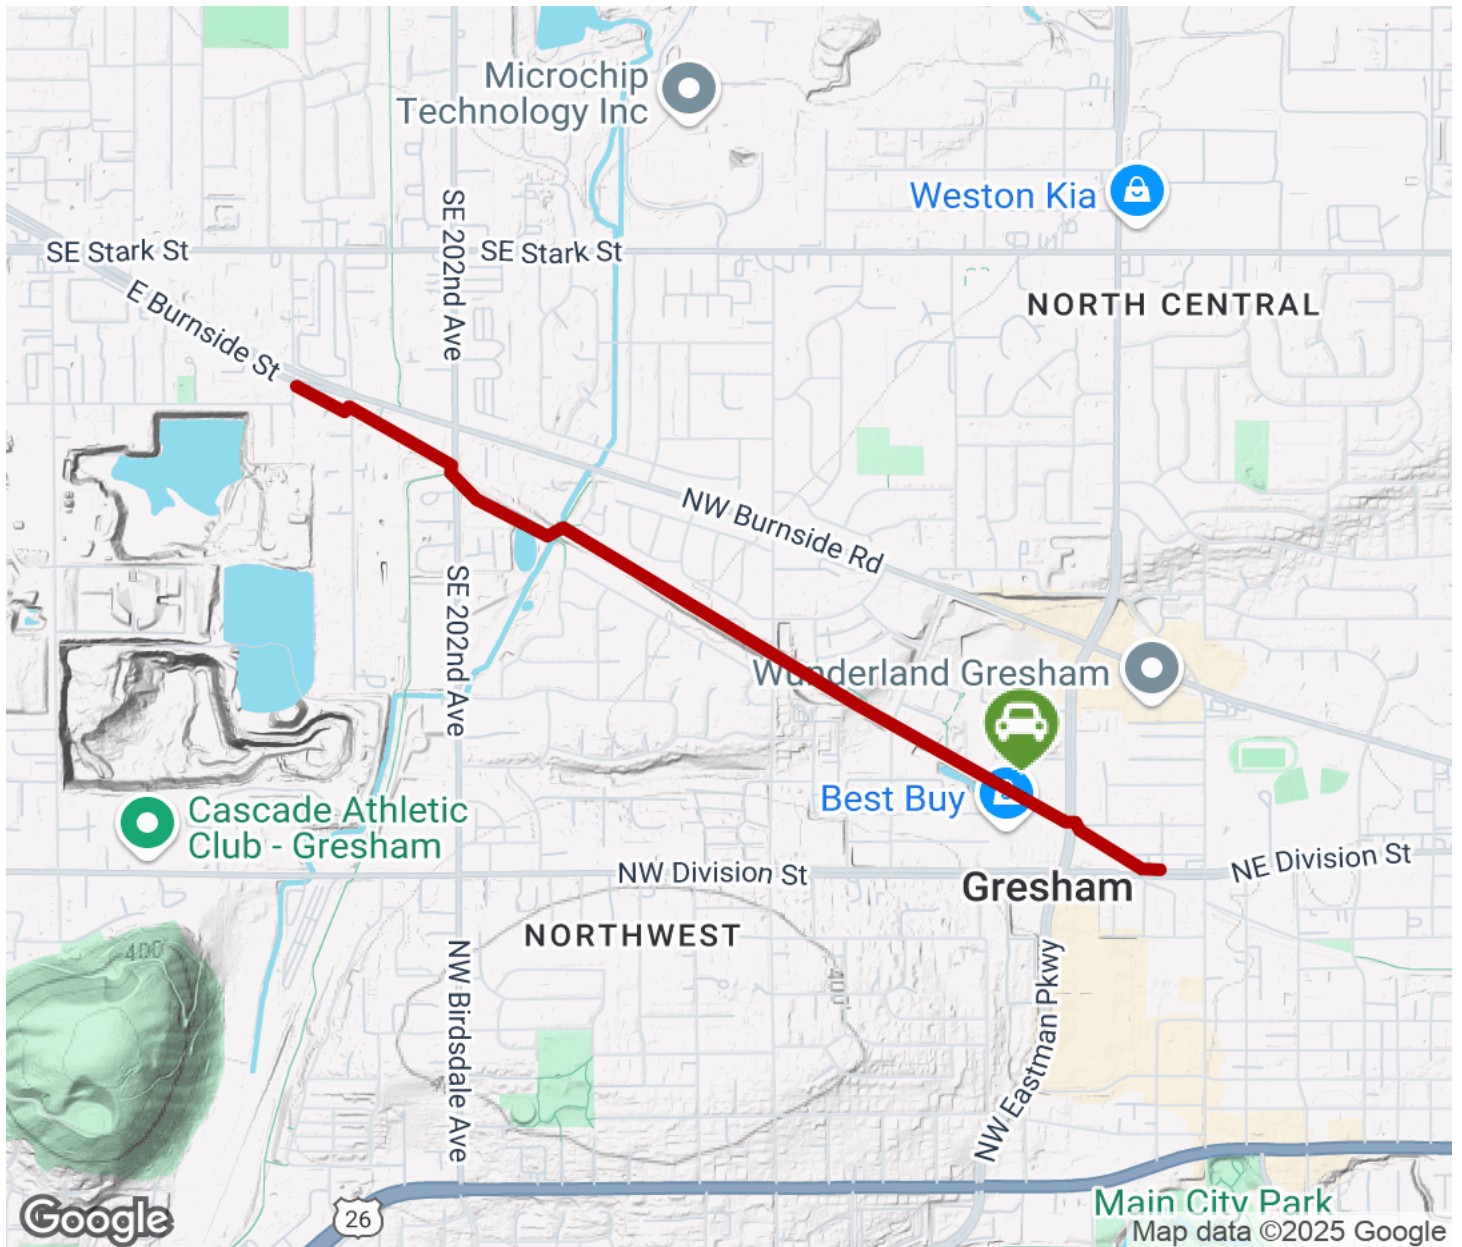 Microchip
Technology Inc
Weston Kia
SE 202nd Ave
SE Stark St
SE Stark St
E Burnside St
NORTH CENTRAL
NW Burnside Rd
SE 202nd Ave
Wunderland Gresham
Best Buy
Cascade Athletic
Club - Gresham
NW Division St
NE Division St
Gresham
NORTHWEST
400
400'
NW Birdsdale Ave
NW Eastman Pkwy
Main City Park
26
Google
Map data ©2025 Google